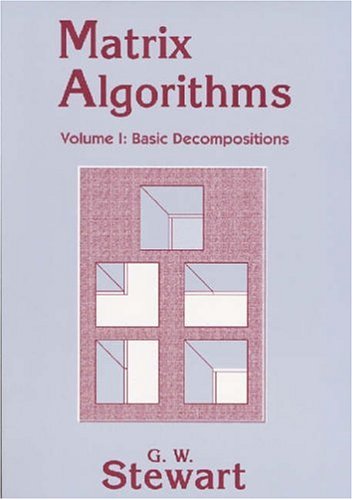 Matrix
Algorithms
Volume I: Basic Decompositions
G. W.
Stewart